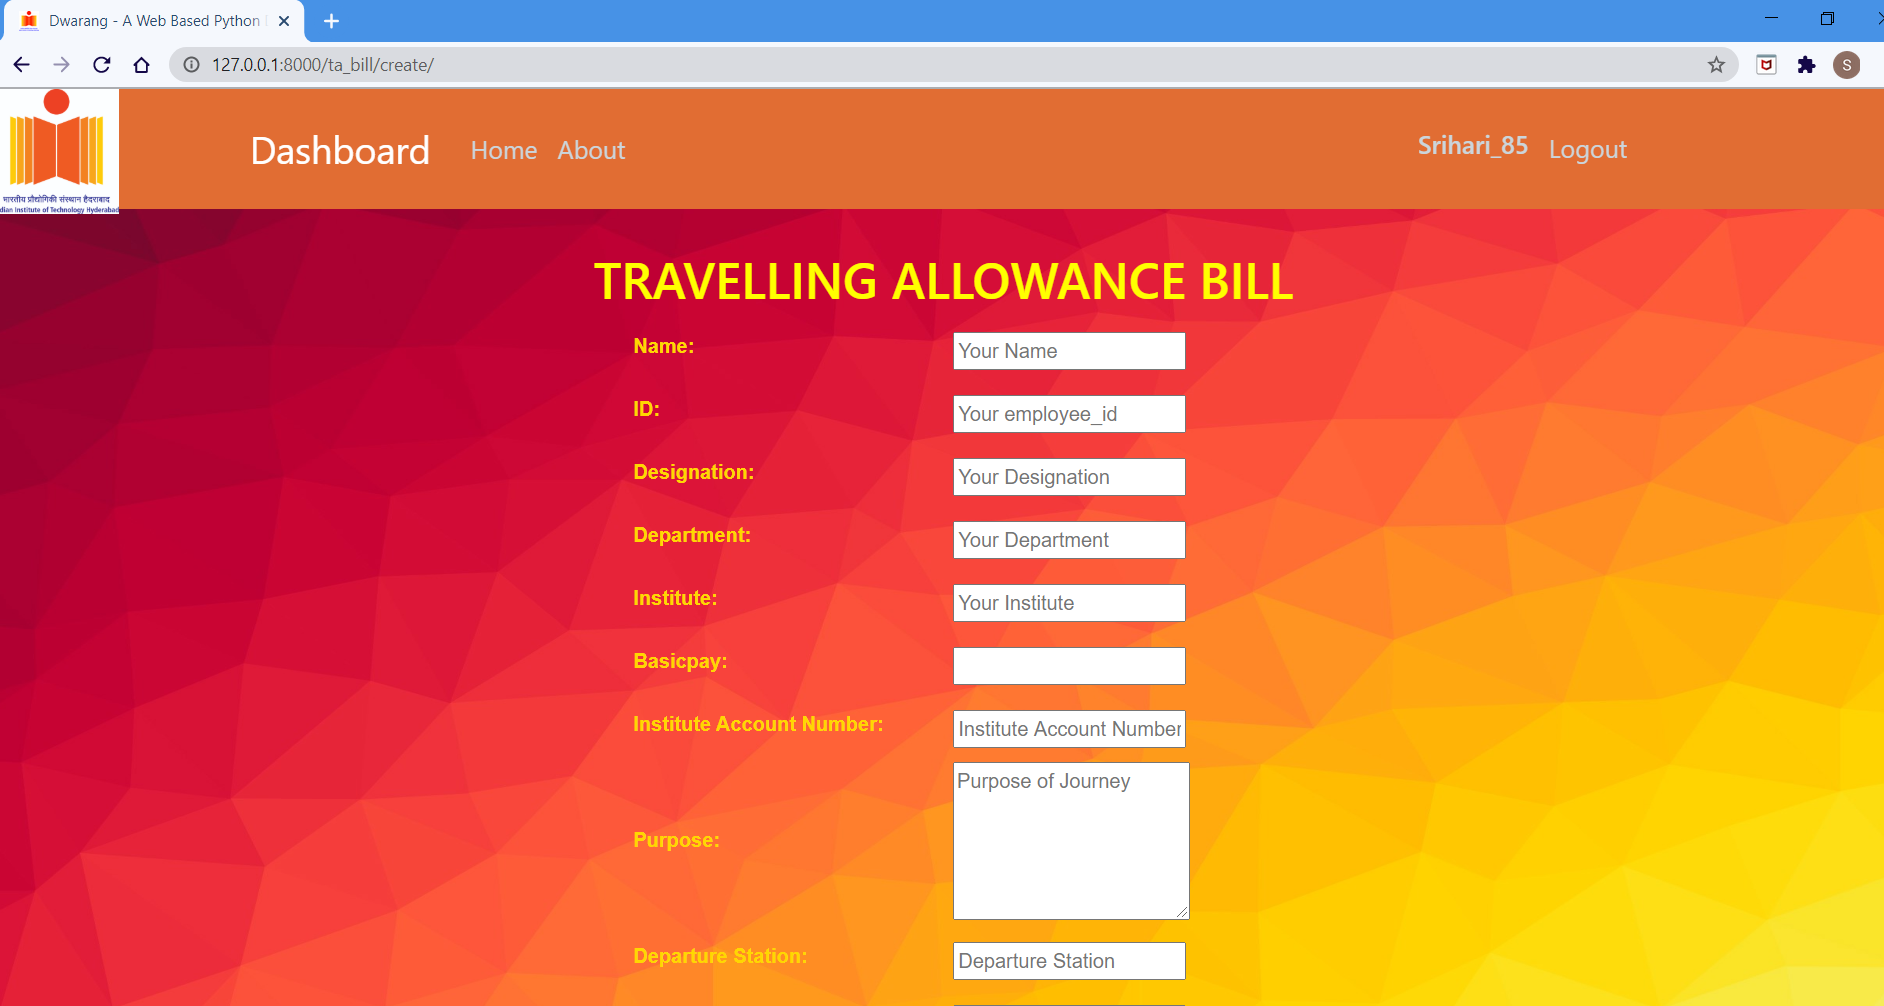 Dwarang - A Web Based Python
127.0.0.1:8000/ta_bill/create/
S
भारतीय प्रौद्योगिकी संस्थान हैदराबाद
dian Institute of Technology Hyderabad
Dashboard Home About Srihari_85 Logout
TRAVELLING ALLOWANCE BILL
Name: Your Name
ID: Your employee_id
Designation: Your Designation
Department: Your Department
Institute: Your Institute
Basicpay:
Institute Account Number: Institute Account Number
Purpose of Journey
Purpose:
Departure Station: Departure Station